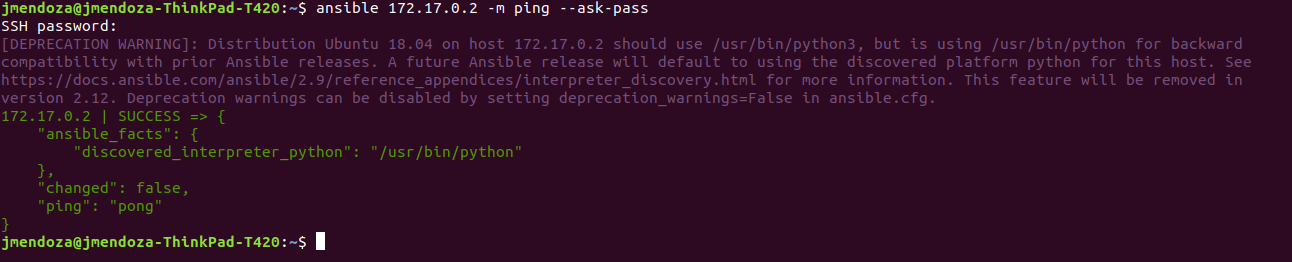 jmendoza@jmendoza-ThinkPad-T420:~$ ansible 172.17.0.2 -m ping --ask-pass
SSH password:
[DEPRECATION WARNING]: Distribution Ubuntu 18.04 on host 172.17.0.2 should use /usr/bin/python3, but is using /usr/bin/python for backward
compatibility with prior Ansible releases. A future Ansible release will default to using the discovered platform python for this host. See
https://docs.ansible.com/ansible/2.9/reference_appendices/interpreter_discovery.html for more information. This feature will be removed in
version 2.12. Deprecation warnings can be disabled by setting deprecation_warnings=False in ansible.cfg.
172.17.0.2 | SUCCESS => {
    "ansible_facts": {
        "discovered_interpreter_python": "/usr/bin/python"
    },
    "changed": false,
    "ping": "pong"
}
jmendoza@jmendoza-ThinkPad-T420:~$